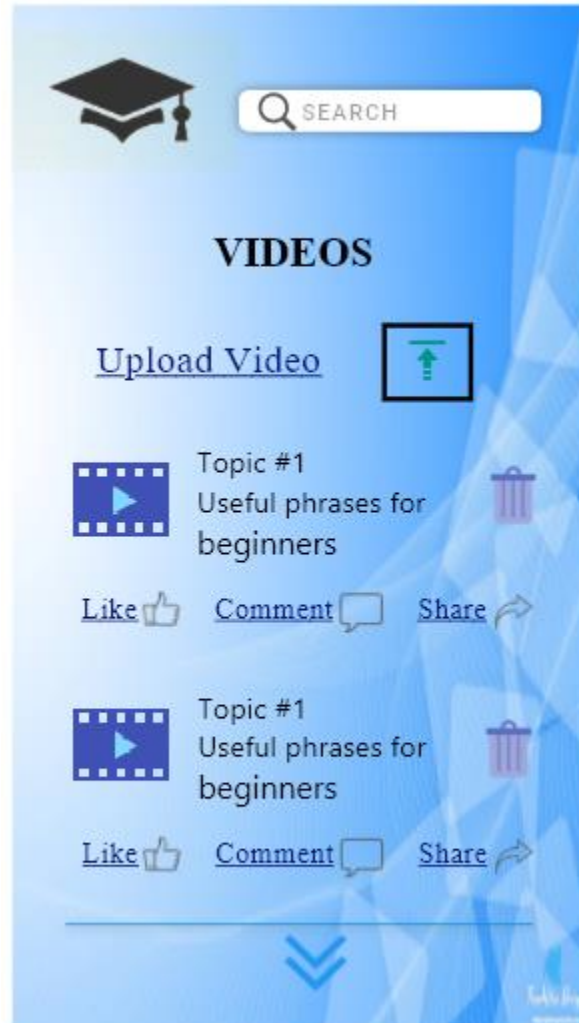 SEARCH
VIDEOS
Upload Video
Topic #1
Useful phrases for
beginners
Like Comment Share
Topic #1
Useful phrases for
beginners
Like Comment Share